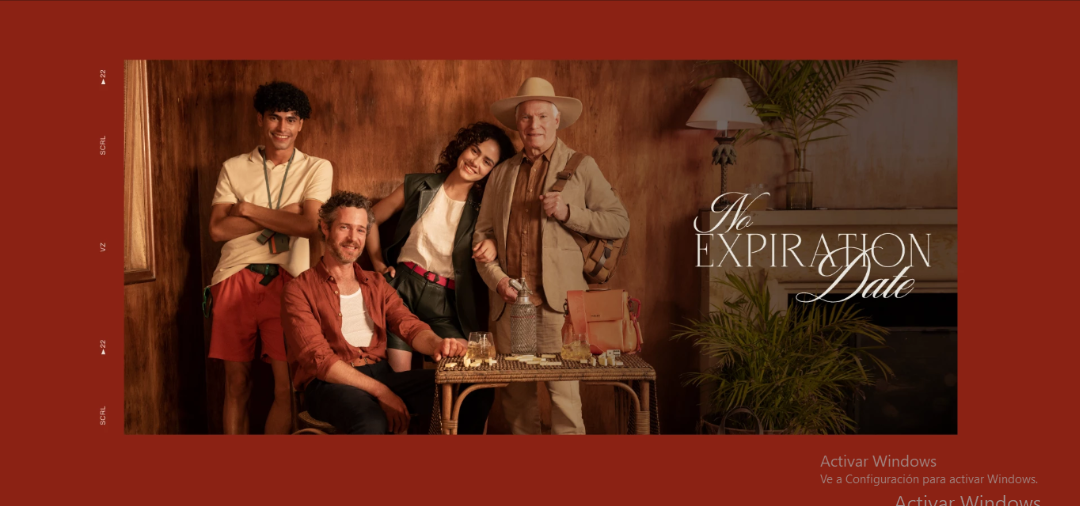 ▶22
SCRL
VZ
▶22
SCRL
No
EXPIRATION
Date
Activar Windows
Ve a Configuración para activar Windows.
Activar Windows